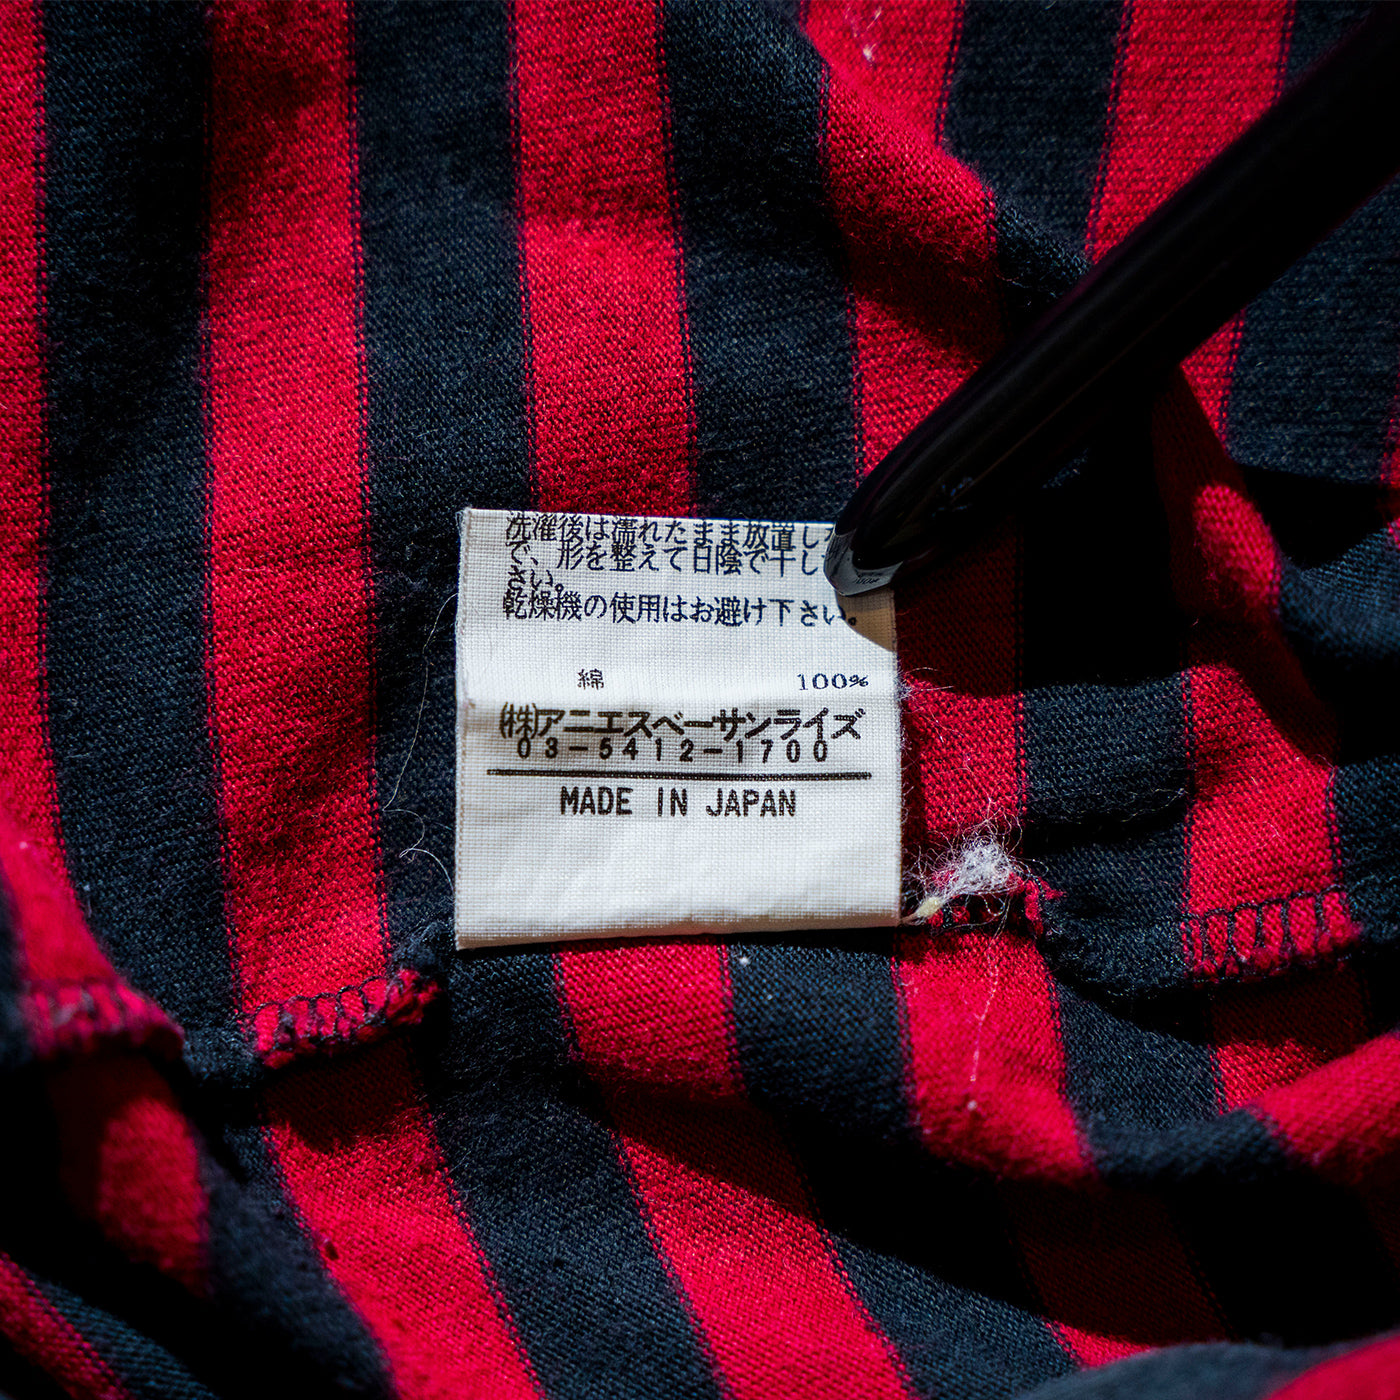 洗濯後は濡れたまま放置し
で、形を整えて日陰で干し
さい。
乾燥機の使用はお避け下さい。
綿 100%
(株)アニエスベーサンライズ
03-5412-1700
MADE IN JAPAN